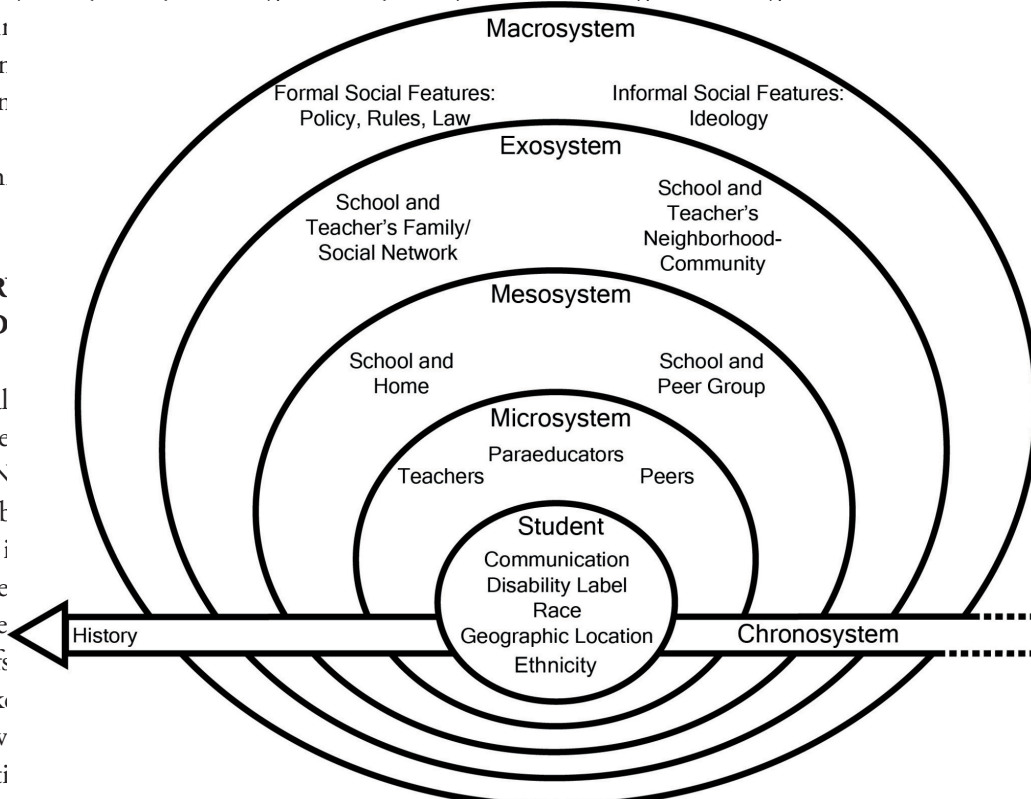 Macrosystem
Formal Social Features:
Policy, Rules, Law
Informal Social Features:
Ideology
Exosystem
School and
Teacher's Family/
Social Network
School and
Teacher's
Neighborhood-
Community
Mesosystem
School and
Home
School and
Peer Group
Microsystem
Paraeducators
Teachers
Peers
Student
Communication
Disability Label
Race
Geographic Location
Ethnicity
History
Chronosystem